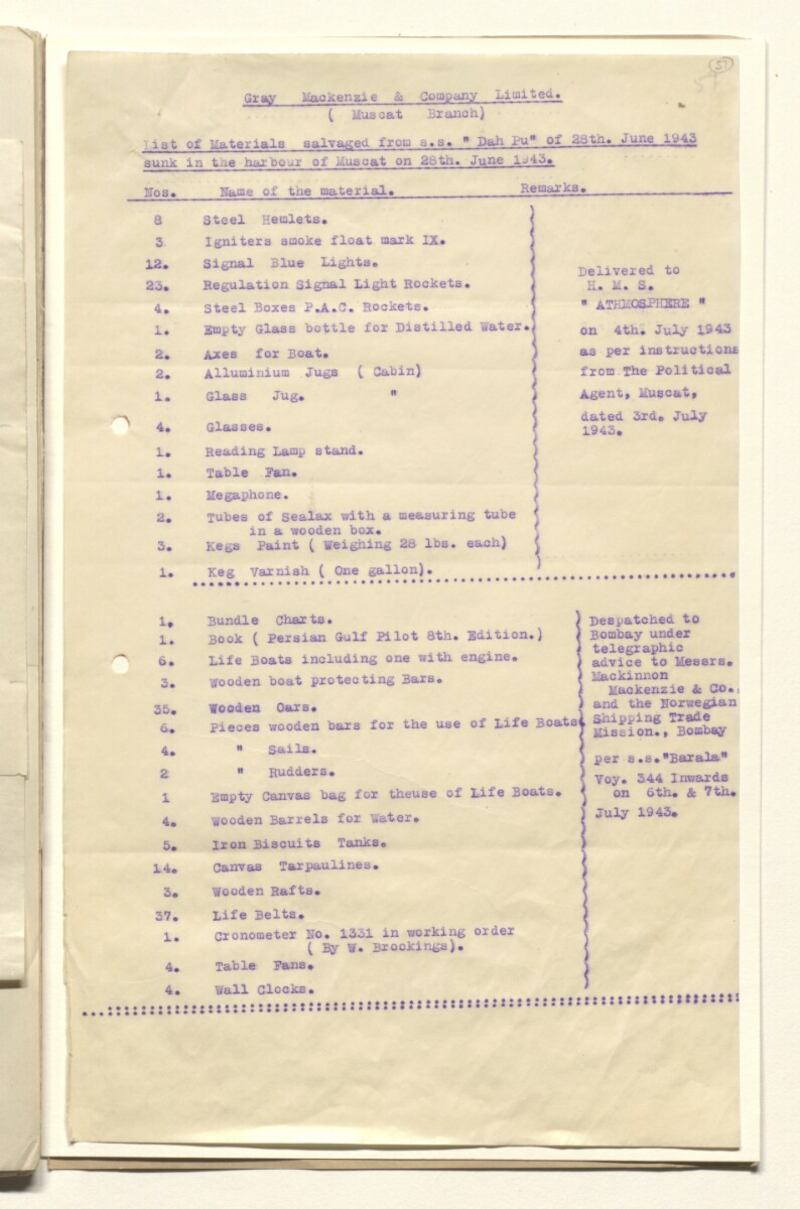 57
Gray Mackenzie & Company Limited.
( Muscat Branch)
List of Materials salvaged from s.s. " Dah Pu" of 28th. June 1943
sunk in the harbour of Muscat on 28th. June 1943.
Nos. Name of the material. Remarks.
8 Steel Hemlets.
3 Igniters smoke float mark IX.
12. Signal Blue Lights.
23. Regulation Signal Light Rockets.
4. Steel Boxes P.A.C. Rockets.
1. Empty Glass bottle for Distilled Water.
2. Axes for Boat.
2. Alluminium Jugs ( Cabin)
1. Glass Jug. "
4. Glasses.
1. Reading Lamp stand.
1. Table Fan.
1. Megaphone.
2. Tubes of Sealax with a measuring tube
in a wooden box.
3. Kegs Paint ( Weighing 28 lbs. each)
1. Keg Varnish ( One gallon).
Delivered to
H. M. S.
" ATHMOSPHERE "
on 4th. July 1943
as per instructions
from The Political
Agent, Muscat,
dated 3rd. July
1943.
1. Bundle Charts.
1. Book ( Persian Gulf Pilot 8th. Edition.)
6. Life Boats including one with engine.
3. Wooden boat protecting Bars.
35. Wooden Oars.
6. Pieces wooden bars for the use of Life Boats
4. " Sails.
2 " Rudders.
1 Empty Canvas bag for theuse of Life Boats.
4. Wooden Barrels for Water.
5. Iron Biscuits Tanks.
14. Canvas Tarpaulines.
3. Wooden Rafts.
37. Life Belts.
1. Cronometer No. 1331 in working order
( By W. Brockings).
4. Table Fans.
4. Wall Clocks.
Despatched to
Bombay under
telegraphic
advice to Messrs.
Mackinnon
Mackenzie & Co.
and the Norwegian
Shipping Trade
Mission., Bombay
per s.s."Barala"
Voy. 344 Inwards
on 6th. & 7th.
July 1943.